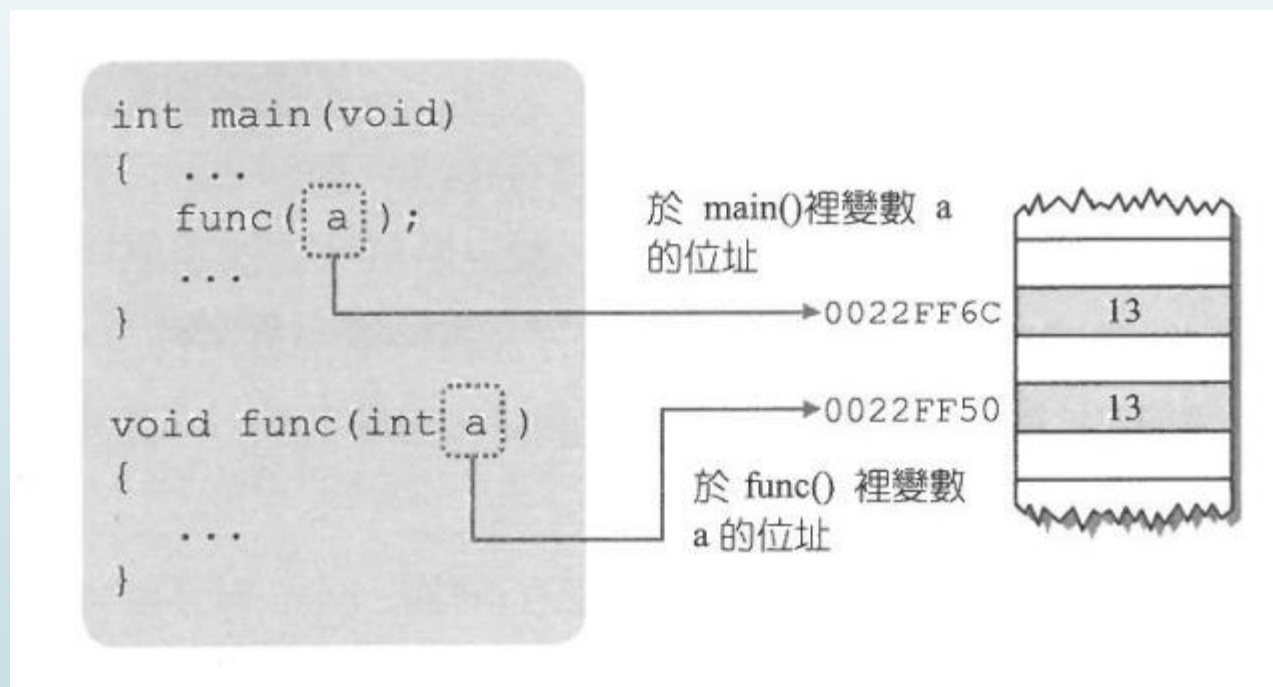 int main(void)
{ ...
func( a );
...
}
void func(int a )
{
...
}
於 main()裡變數 a
的位址
0022FF6C
13
0022FF50
13
於 func() 裡變數
a 的位址